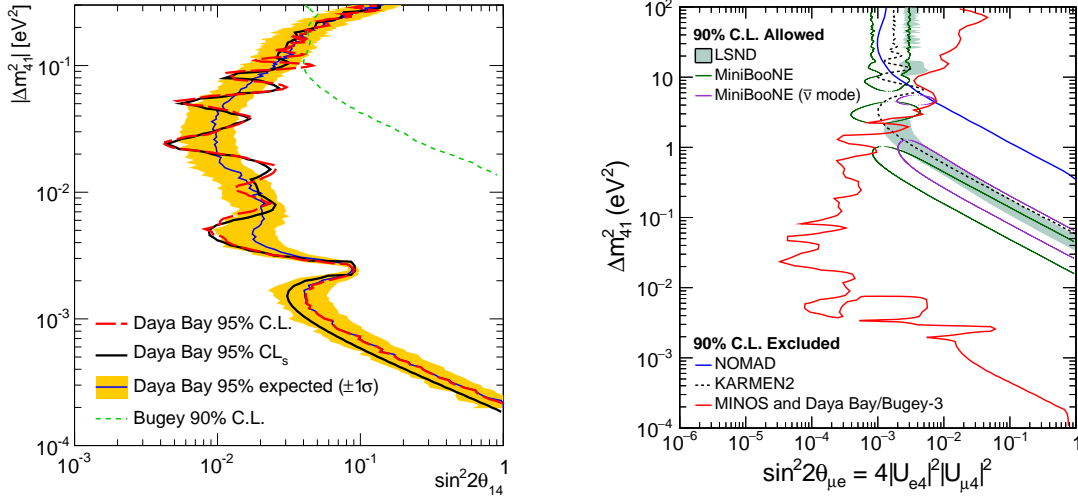 |Δm²₄₁| [eV²]
10⁻¹
10⁻²
10⁻³
10⁻⁴
Daya Bay 95% C.L.
Daya Bay 95% CLₛ
Daya Bay 95% expected (±1σ)
Bugey 90% C.L.
10⁻³ 10⁻² 10⁻¹ 1
sin²2θ₁₄
Δm²₄₁ (eV²)
10²
10
1
10⁻¹
10⁻²
10⁻³
10⁻⁴
90% C.L. Allowed
LSND
MiniBooNE
MiniBooNE (ν̄ mode)
90% C.L. Excluded
NOMAD
KARMEN2
MINOS and Daya Bay/Bugey-3
10⁻⁶ 10⁻⁵ 10⁻⁴ 10⁻³ 10⁻² 10⁻¹ 1
sin²2θ_μe = 4|U_e4|²|U_μ4|²